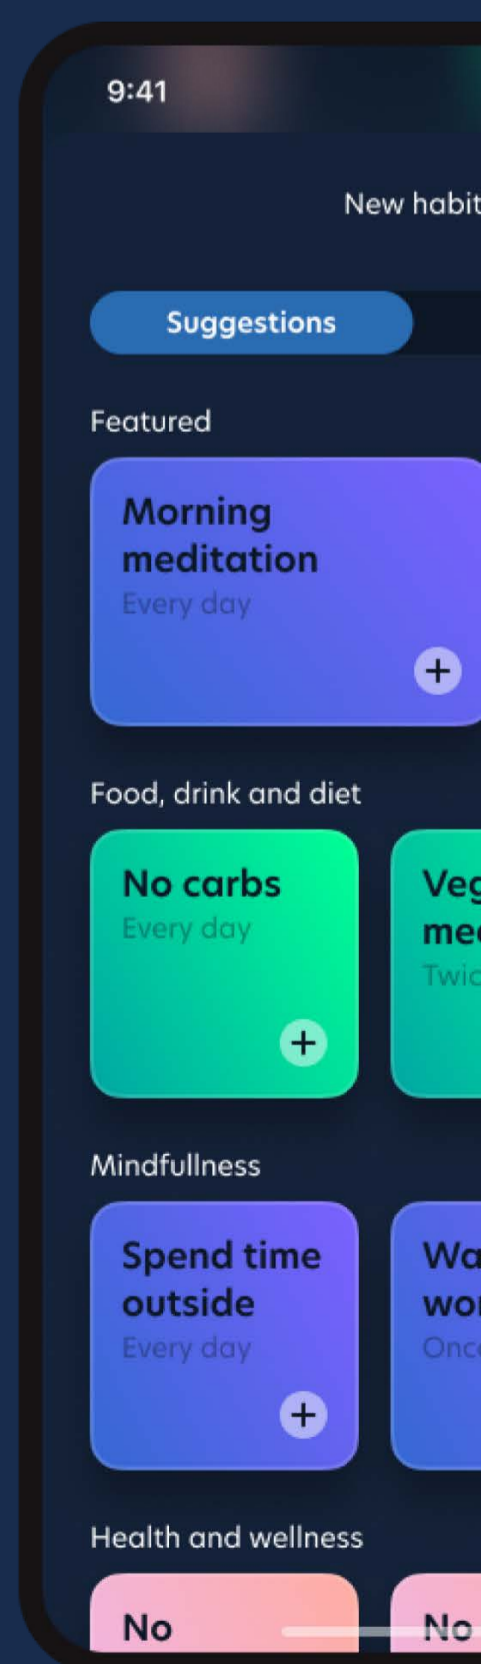 9:41
New habit
Suggestions
Featured
Morning
meditation
Every day
Food, drink and diet
No carbs
Every day
Mindfullness
Spend time
outside
Every day
Health and wellness
No
No